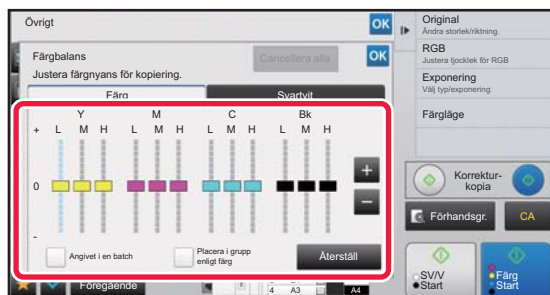 Övrigt
OK
Färgbalans
Cancellera alla
OK
Justera färgnyans för kopiering.
Färg
Svartvit
Y M C Bk
+ L M H L M H L M H L M H
+
0
−
-
Angivet i en batch
Placera i grupp
enligt färg
Återställ
Föregående
4 A3
A4
Original
Ändra storlek/riktning.
RGB
Justera tjocklek för RGB
Exponering
Välj typ/exponering
Färgläge
Korrektur-
kopia
Förhandsgr.
CA
SV/V
Start
Färg
Start